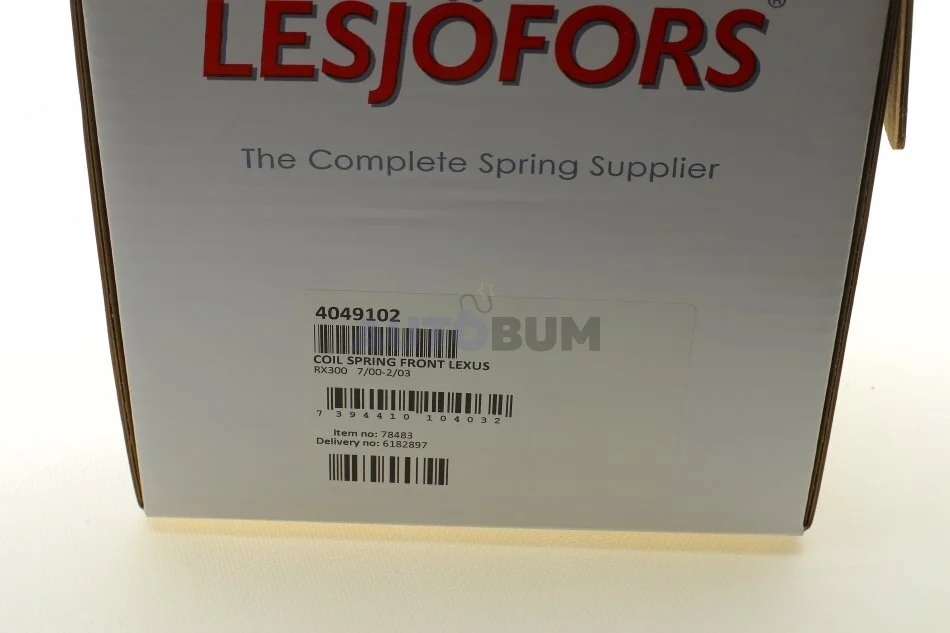 LESJÖFORS®
The Complete Spring Supplier
4049102
AUTOBUM
COIL SPRING FRONT LEXUS
RX300 7/00-2/03
7 394410 104032
Item no: 78483
Delivery no: 6182897